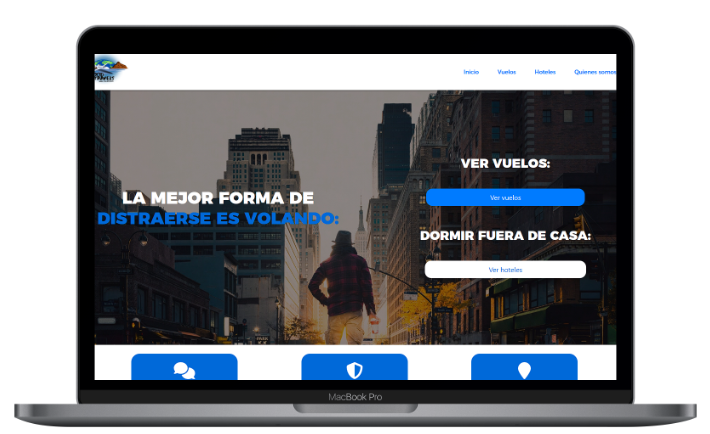 Inicio
Vuelos
Hoteles
Quienes somos
LA MEJOR FORMA DE
DISTRAERSE ES VOLANDO:
VER VUELOS:
Ver vuelos
DORMIR FUERA DE CASA:
Ver hoteles
MacBook Pro